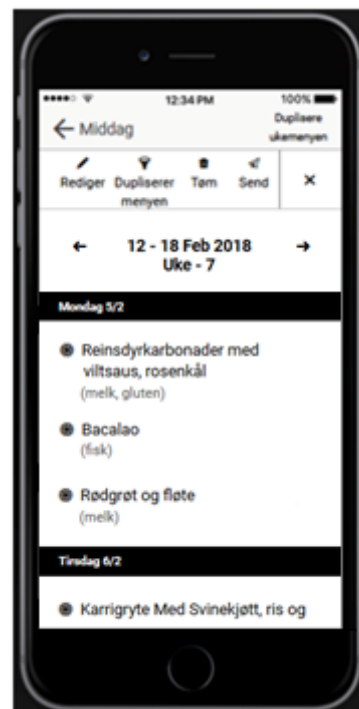 12:34 PM
100%
Middag
Duplisere
ukemenyen
Rediger
Dupliserer
menyen
Tøm
Send
12 - 18 Feb 2018
Uke - 7
Mondag 5/2
Reinsdyrkarbonader med
viltsaus, rosenkål
(melk, gluten)
Bacalao
(fisk)
Rødgrøt og fløte
(melk)
Tirsdag 6/2
Karrigryte Med Svinekjøtt, ris og